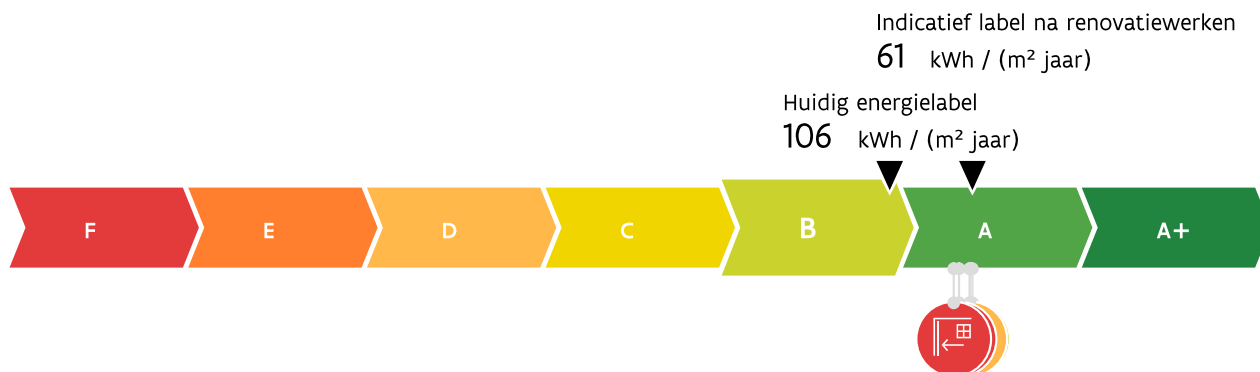 Indicatief label na renovatiewerken
61 kWh / (m² jaar)
Huidig energielabel
106 kWh / (m² jaar)
F E D C B A A+